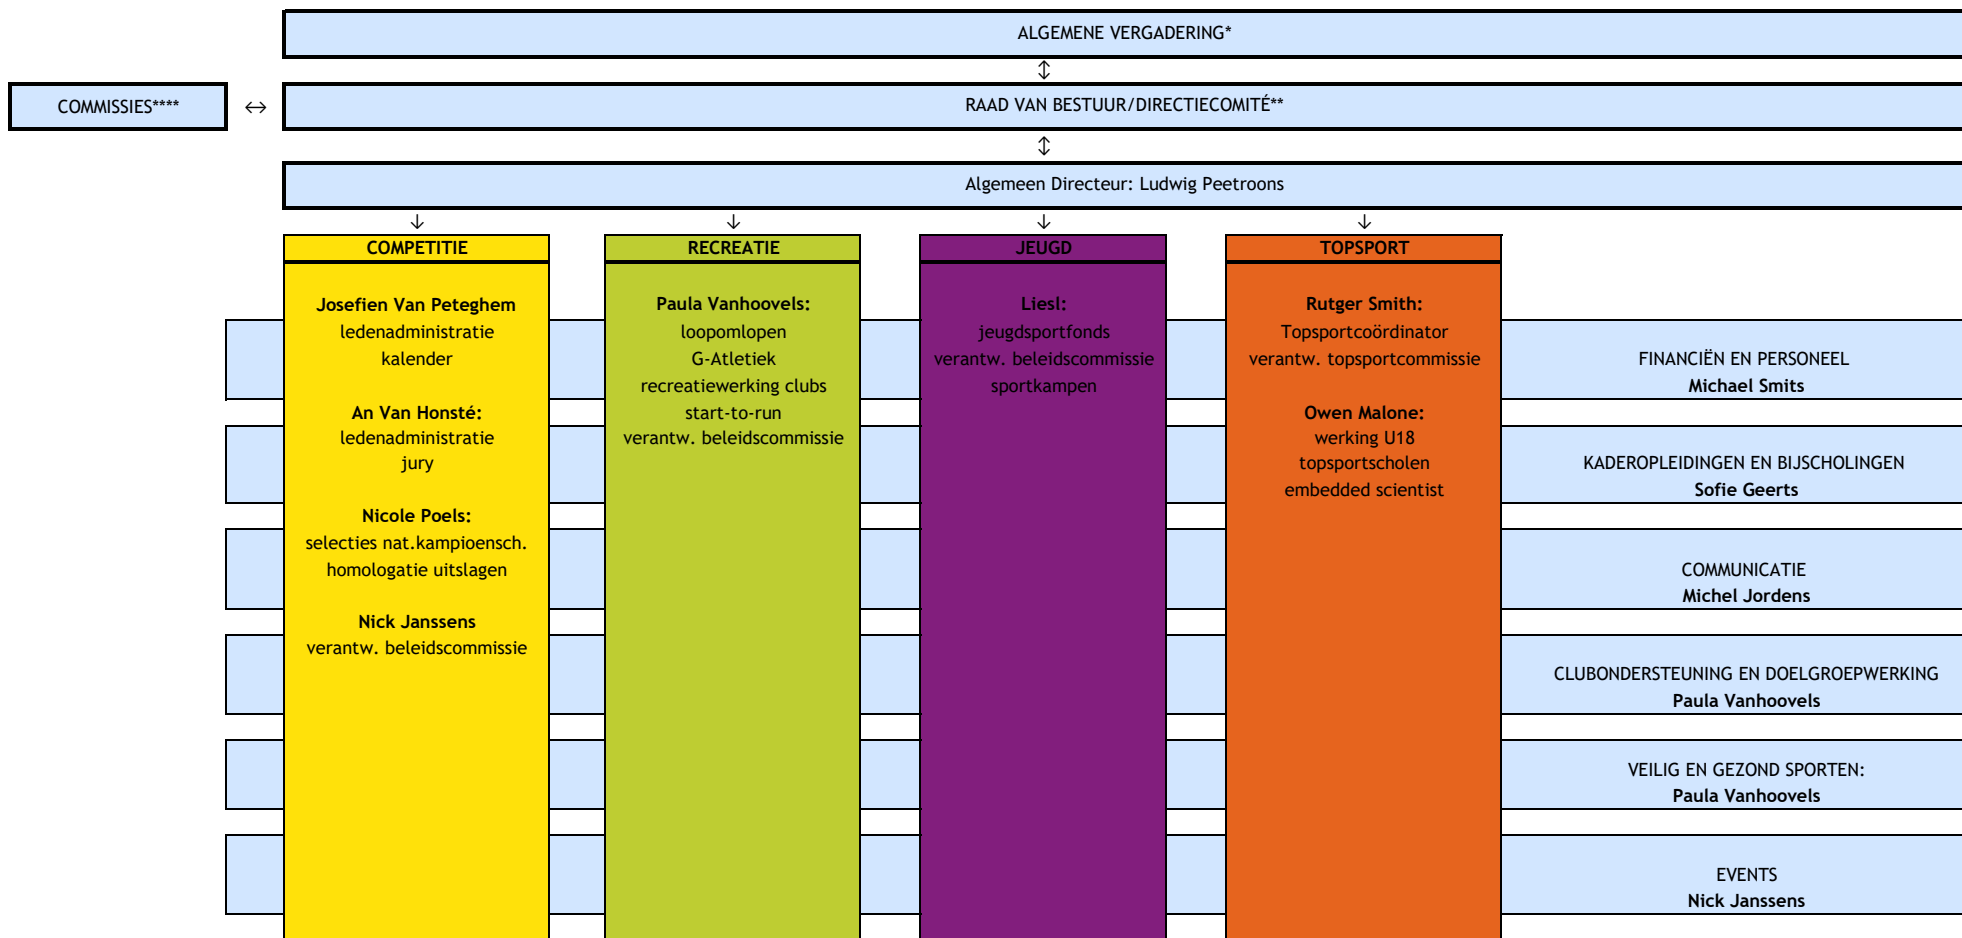 ALGEMENE VERGADERING*
↕
COMMISSIES****
↔
RAAD VAN BESTUUR/DIRECTIECOMITÉ**
↕
Algemeen Directeur: Ludwig Peetroons
↓ ↓ ↓ ↓
COMPETITIE
Josefien Van Peteghem
ledenadministratie
kalender
An Van Honsté:
ledenadministratie
jury
Nicole Poels:
selecties nat.kampioensch.
homologatie uitslagen
Nick Janssens
verantw. beleidscommissie
RECREATIE
Paula Vanhoovels:
loopomlopen
G-Atletiek
recreatiewerking clubs
start-to-run
verantw. beleidscommissie
JEUGD
Liesl:
jeugdsportfonds
verantw. beleidscommissie
sportkampen
TOPSPORT
Rutger Smith:
Topsportcoördinator
verantw. topsportcommissie
Owen Malone:
werking U18
topsportscholen
embedded scientist
FINANCIËN EN PERSONEEL
Michael Smits
KADEROPLEIDINGEN EN BIJSCHOLINGEN
Sofie Geerts
COMMUNICATIE
Michel Jordens
CLUBONDERSTEUNING EN DOELGROEPWERKING
Paula Vanhoovels
VEILIG EN GEZOND SPORTEN:
Paula Vanhoovels
EVENTS
Nick Janssens